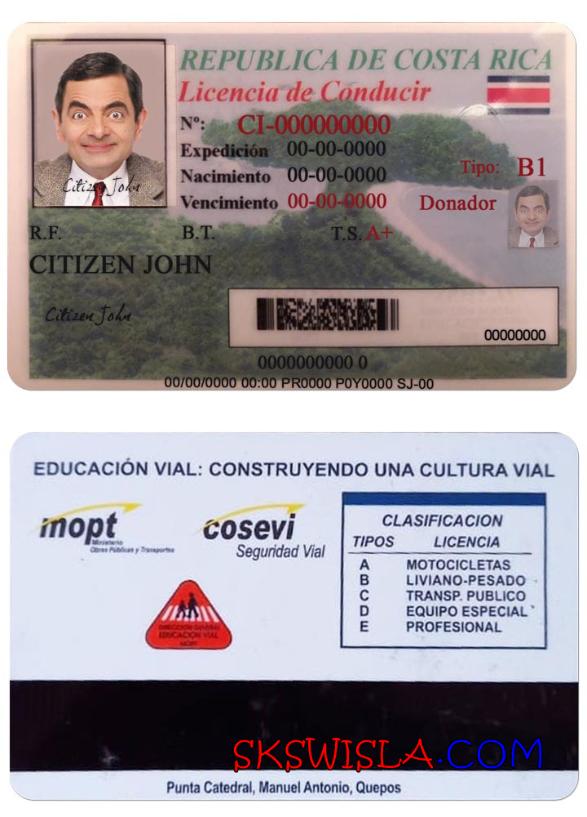 REPUBLICA DE COSTA RICA
Licencia de Conducir
Nº: CI-000000000
Expedición 00-00-0000
Nacimiento 00-00-0000
Tipo: B1
Vencimiento 00-00-0000
Donador
Citizen John
R.F. B.T. T.S. A+
CITIZEN JOHN
Citizen John
00000000
0000000000 0
00/00/0000 00:00 PR0000 P0Y0000 SJ-00
EDUCACIÓN VIAL: CONSTRUYENDO UNA CULTURA VIAL
mopt
Ministerio
Obras Públicas y Transportes
cosevi
Seguridad Vial
CLASIFICACION
TIPOS LICENCIA
A MOTOCICLETAS
B LIVIANO-PESADO
C TRANSP. PUBLICO
D EQUIPO ESPECIAL
E PROFESIONAL
DIRECCION GENERAL
EDUCACION VIAL
MOPT
SKSWISLA.COM
Punta Catedral, Manuel Antonio, Quepos